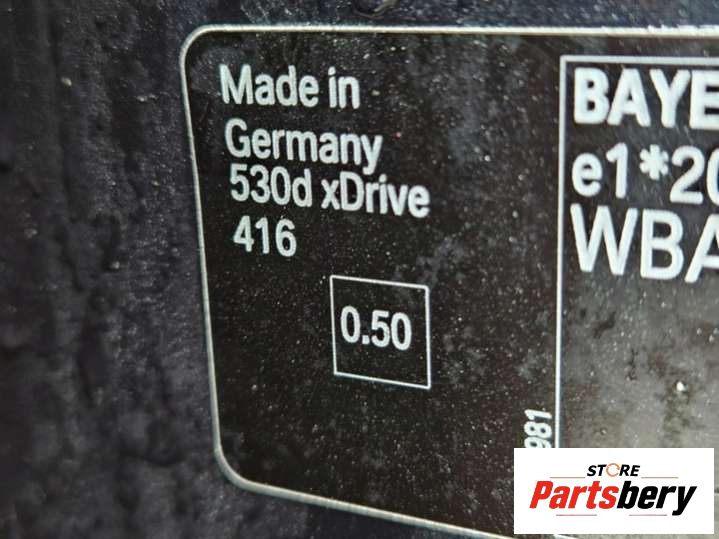 Made in
Germany
530d xDrive
416
0.50
981
BAYE
e1*20
WBA
STORE
Partsbery